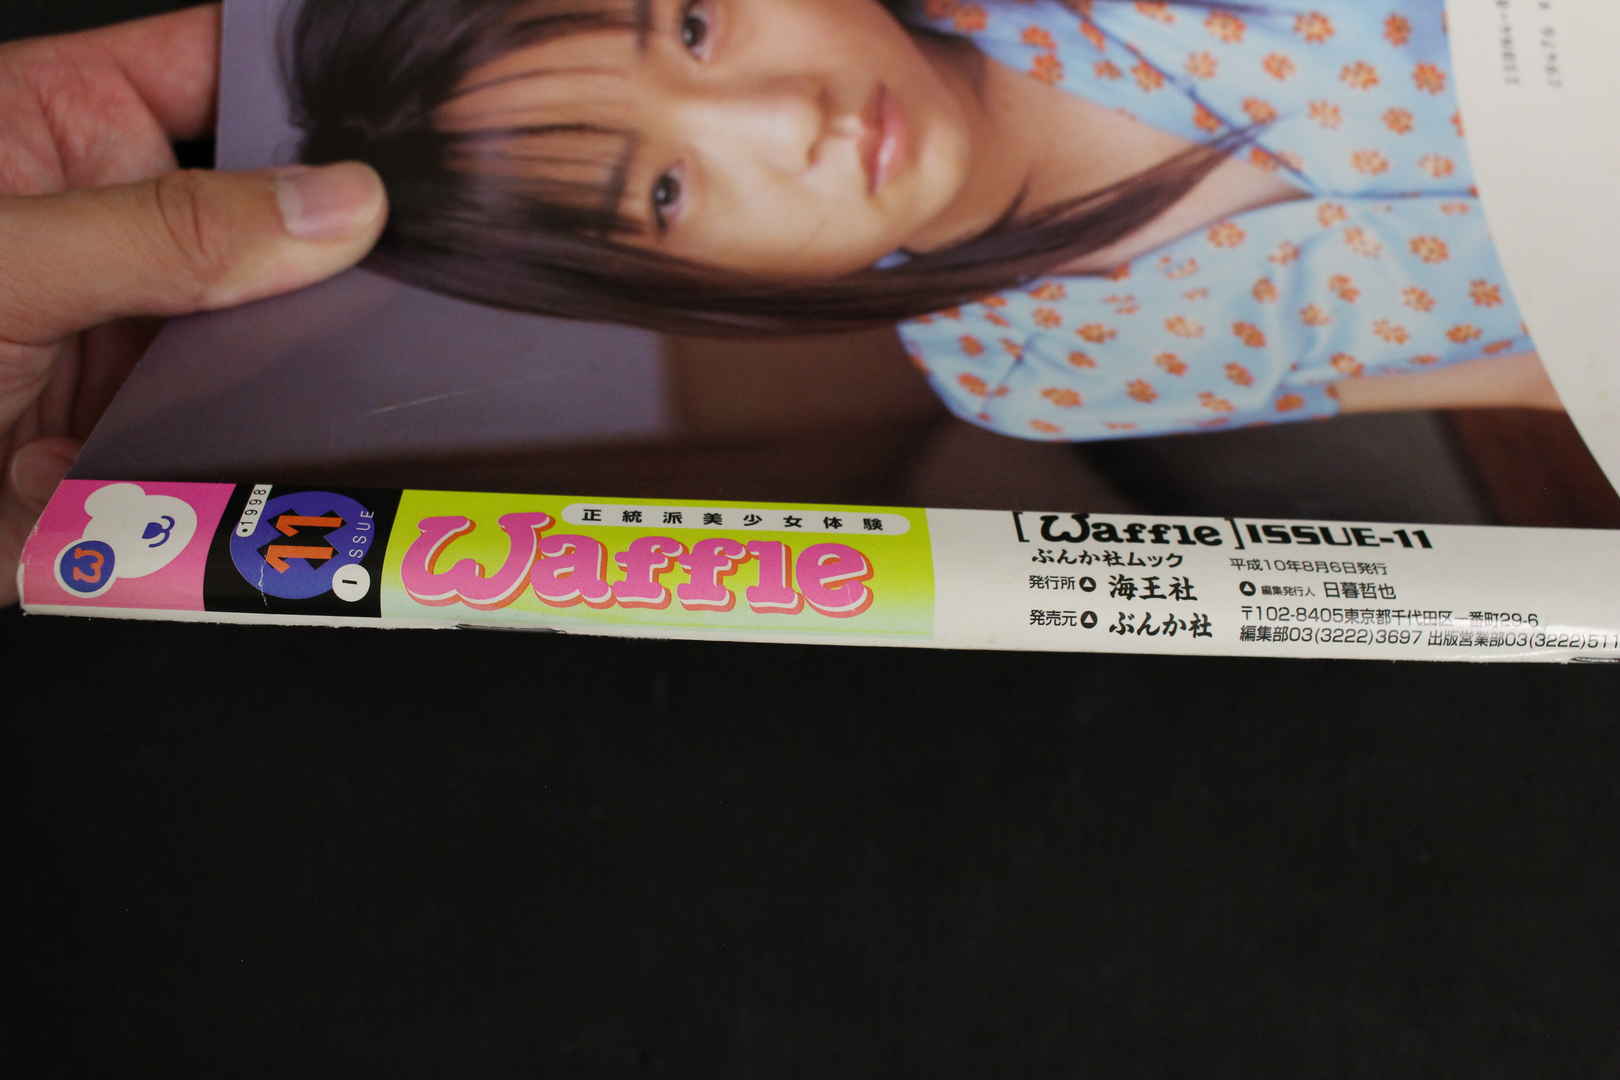 1998
11
ISSUE
正統派美少女体験
Waffle
[Waffle]ISSUE-11
ぶんか社ムック
平成10年8月6日発行
発行所 海王社
編集発行人 日暮哲也
発売元 ぶんか社
〒102-8405東京都千代田区一番町29-6
編集部03(3222)3697 出版営業部03(3222)511